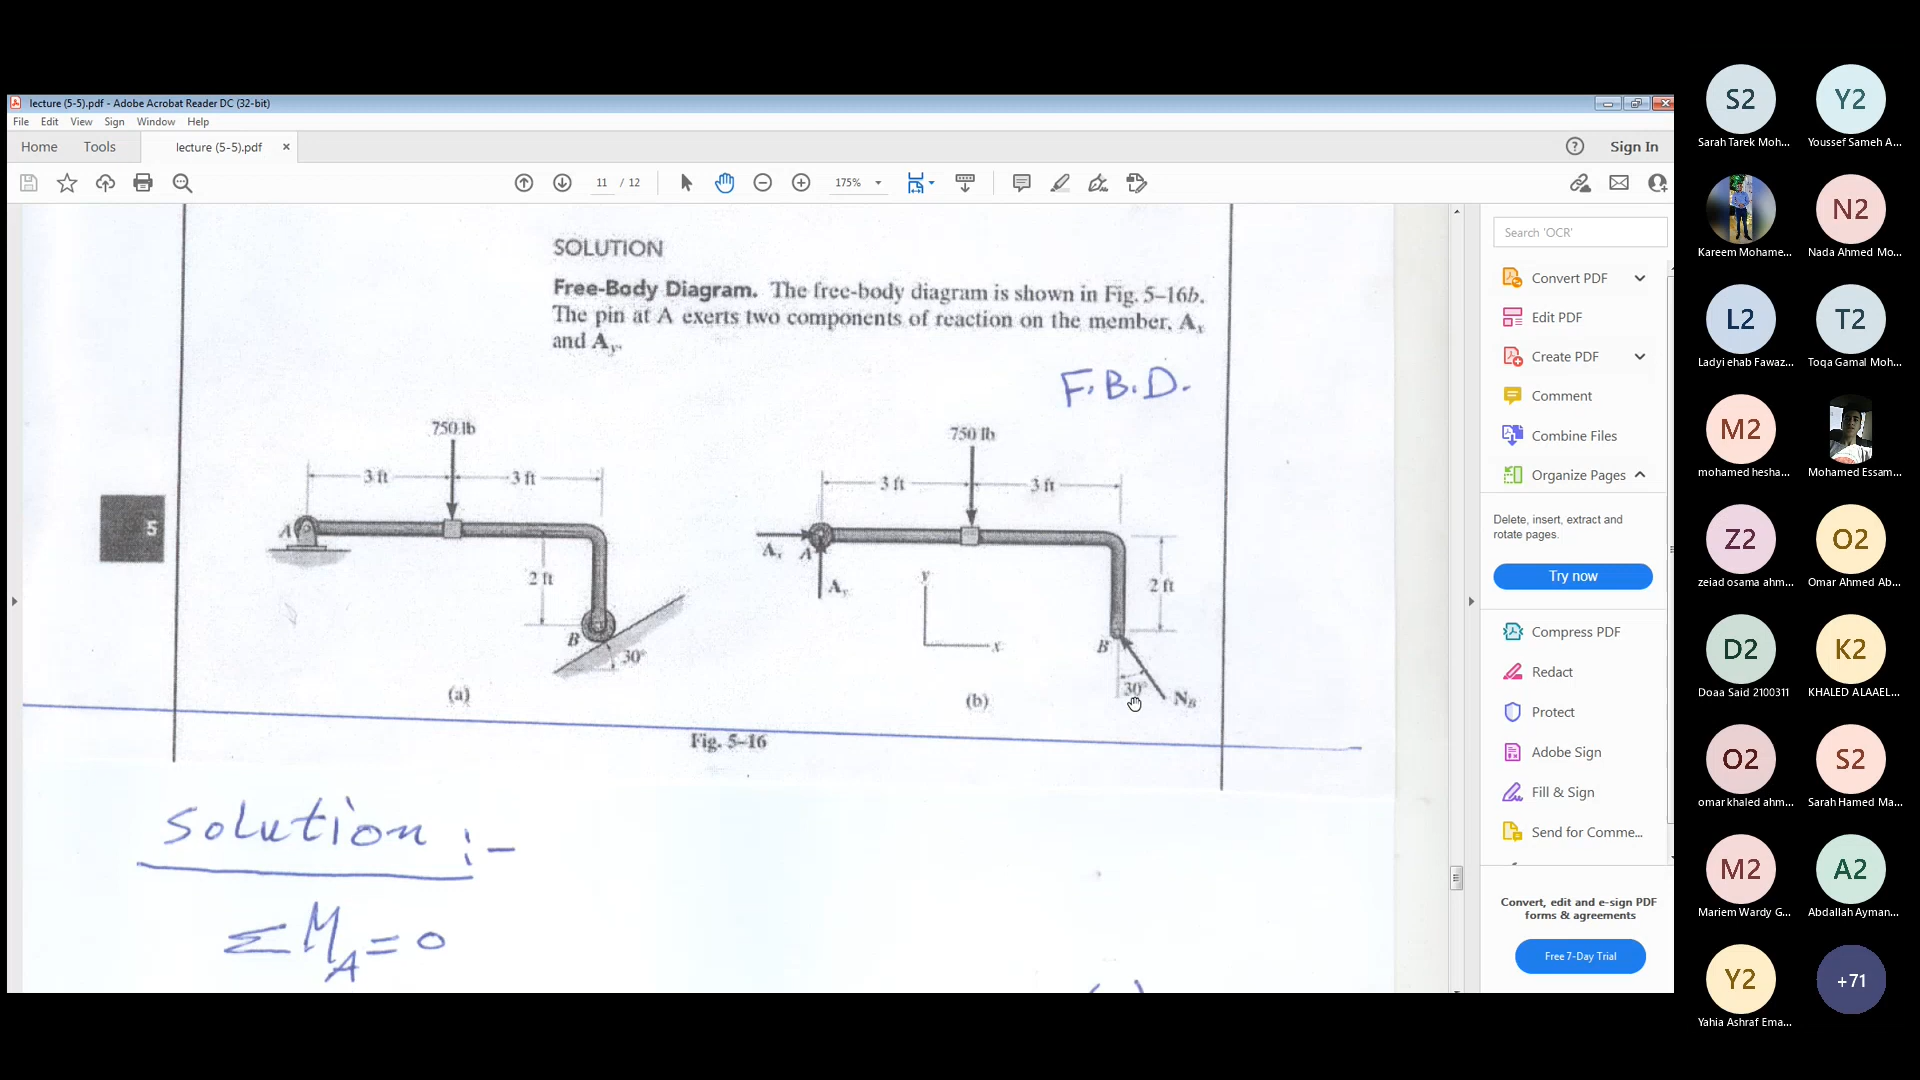 lecture (5-5).pdf - Adobe Acrobat Reader DC (32-bit)
File Edit View Sign Window Help
Home Tools lecture (5-5).pdf × Sign In
11 / 12 175%
SOLUTION
Free-Body Diagram. The free-body diagram is shown in Fig. 5–16b.
The pin at A exerts two components of reaction on the member, Ax
and Ay.
F.B.D.
750 lb
3 ft 3 ft
A
2 ft
B
30°
(a)
750 lb
3 ft 3 ft
Ax A
Ay
y
x
2 ft
B
30°
NB
(b)
5
Fig. 5–16
Solution :-
ΣMA = 0
Search 'OCR'
Convert PDF
Edit PDF
Create PDF
Comment
Combine Files
Organize Pages
Delete, insert, extract and
rotate pages.
Try now
Compress PDF
Redact
Protect
Adobe Sign
Fill & Sign
Send for Comme...
Convert, edit and e-sign PDF
forms & agreements
Free 7-Day Trial
S2 Y2
Sarah Tarek Moh... Youssef Sameh A...
N2
Kareem Mohame... Nada Ahmed Mo...
L2 T2
Ladyi ehab Fawaz... Toqa Gamal Moh...
M2
mohamed hesha... Mohamed Essam...
Z2 O2
zeiad osama ahm... Omar Ahmed Ab...
D2 K2
Doaa Said 2100311 KHALED ALAAEL...
O2 S2
omar khaled ahm... Sarah Hamed Ma...
M2 A2
Mariem Wardy G... Abdallah Ayman...
Y2 +71
Yahia Ashraf Ema...